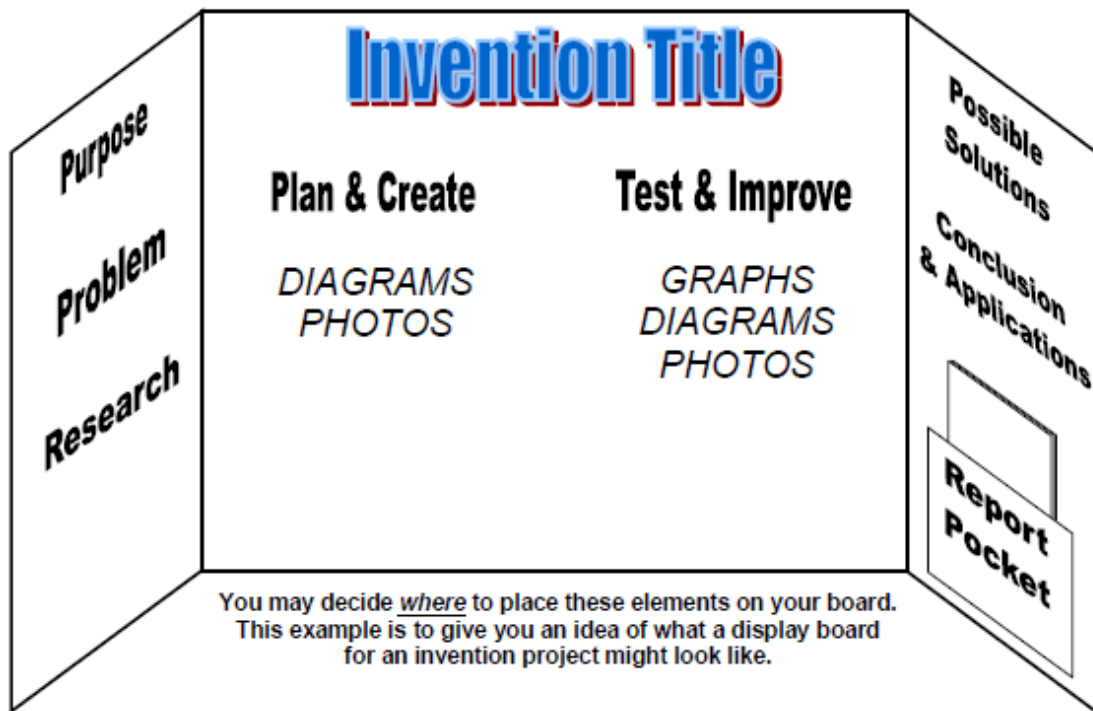 Invention Title
Purpose
Problem
Research
Plan & Create
DIAGRAMS
PHOTOS
Test & Improve
GRAPHS
DIAGRAMS
PHOTOS
Possible
Solutions
Conclusion
& Applications
Report
Pocket
You may decide where to place these elements on your board.
This example is to give you an idea of what a display board
for an invention project might look like.